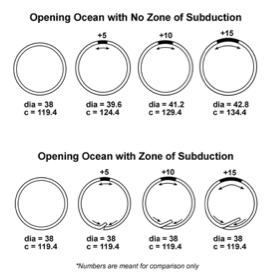 Opening Ocean with No Zone of Subduction
+5 +10 +15
dia = 38 dia = 39.6 dia = 41.2 dia = 42.8
c = 119.4 c = 124.4 c = 129.4 c = 134.4
Opening Ocean with Zone of Subduction
+5 +10 +15
dia = 38 dia = 38 dia = 38 dia = 38
c = 119.4 c = 119.4 c = 119.4 c = 119.4
*Numbers are meant for comparison only